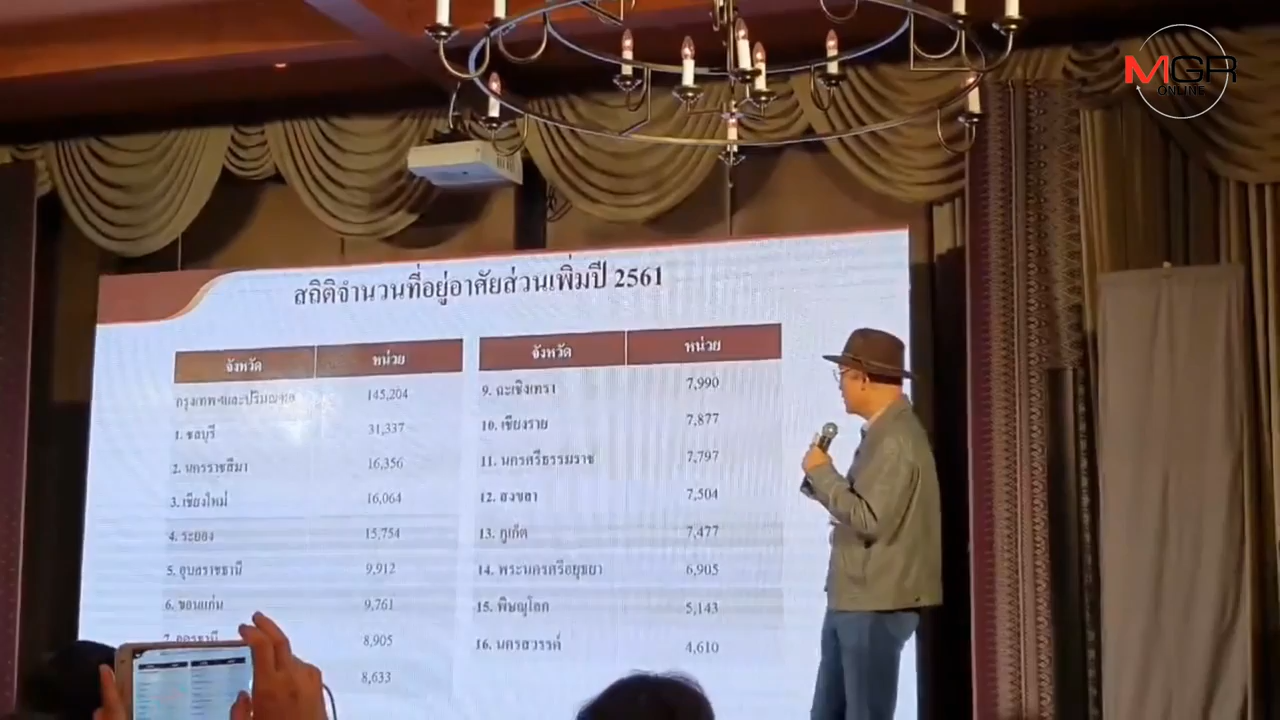 MGR
ONLINE
สถิติจำนวนที่อยู่อาศัยส่วนเพิ่มปี 2561
จังหวัด หน่วย
กรุงเทพฯและปริมณฑล 145,204
1. ชลบุรี 31,337
2. นครราชสีมา 16,356
3. เชียงใหม่ 16,064
4. ระยอง 15,754
5. อุบลราชธานี 9,912
6. ขอนแก่น 9,761
7. อุดรธานี 8,905
8,633
จังหวัด หน่วย
9. ฉะเชิงเทรา 7,990
10. เชียงราย 7,877
11. นครศรีธรรมราช 7,797
12. สงขลา 7,504
13. ภูเก็ต 7,477
14. พระนครศรีอยุธยา 6,905
15. พิษณุโลก 5,143
16. นครสวรรค์ 4,610